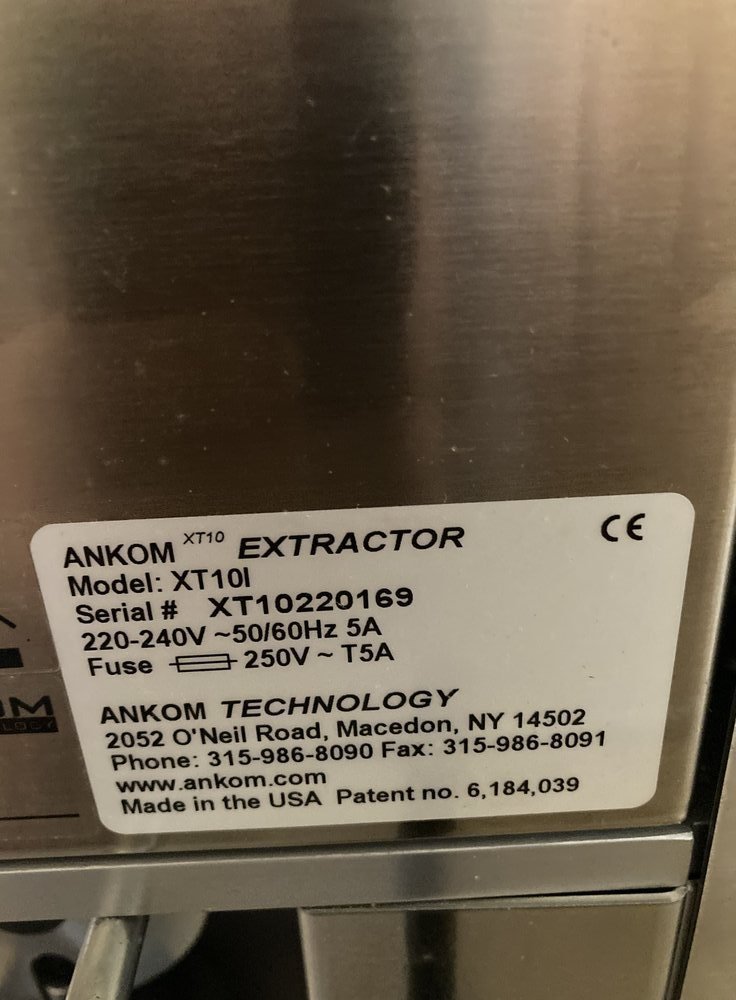 ANKOM XT10 EXTRACTOR CE
Model: XT10I
Serial # XT10220169
220-240V ~50/60Hz 5A
Fuse 250V ~ T5A
ANKOM TECHNOLOGY
2052 O'Neil Road, Macedon, NY 14502
Phone: 315-986-8090 Fax: 315-986-8091
www.ankom.com
Made in the USA Patent no. 6,184,039